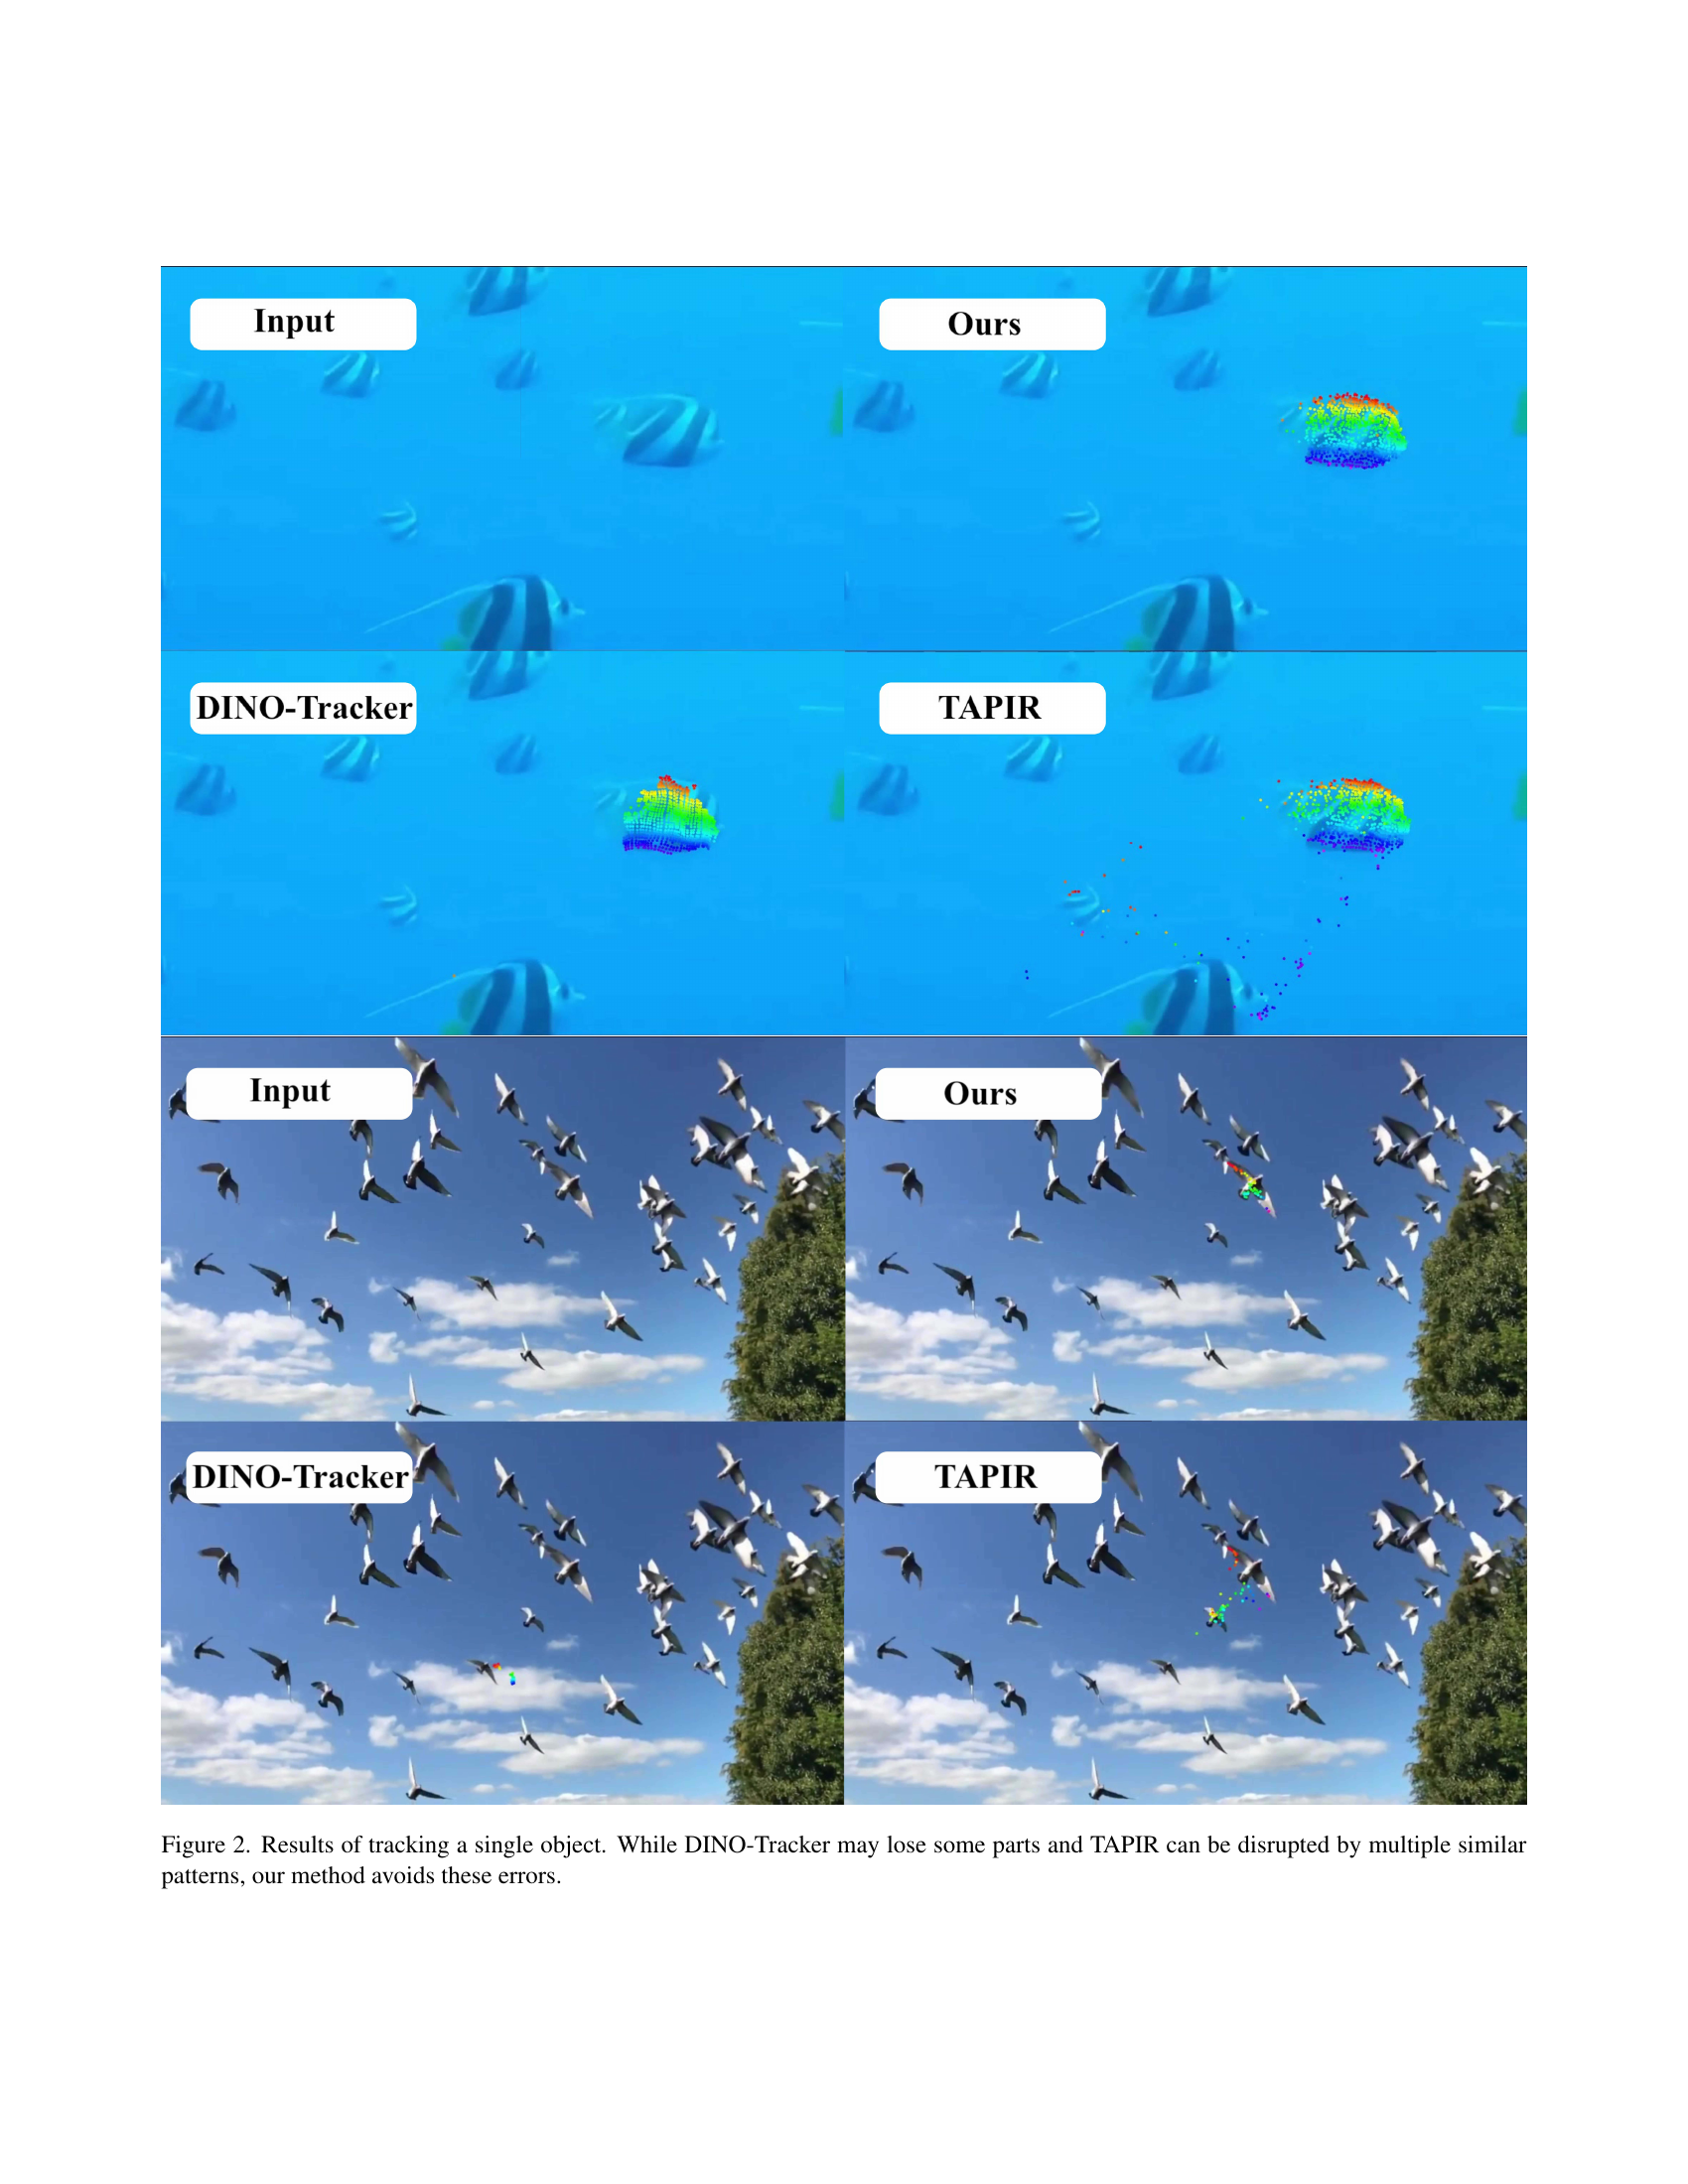 Input
Ours
DINO-Tracker
TAPIR
Input
Ours
DINO-Tracker
TAPIR
Figure 2. Results of tracking a single object. While DINO-Tracker may lose some parts and TAPIR can be disrupted by multiple similar
patterns, our method avoids these errors.